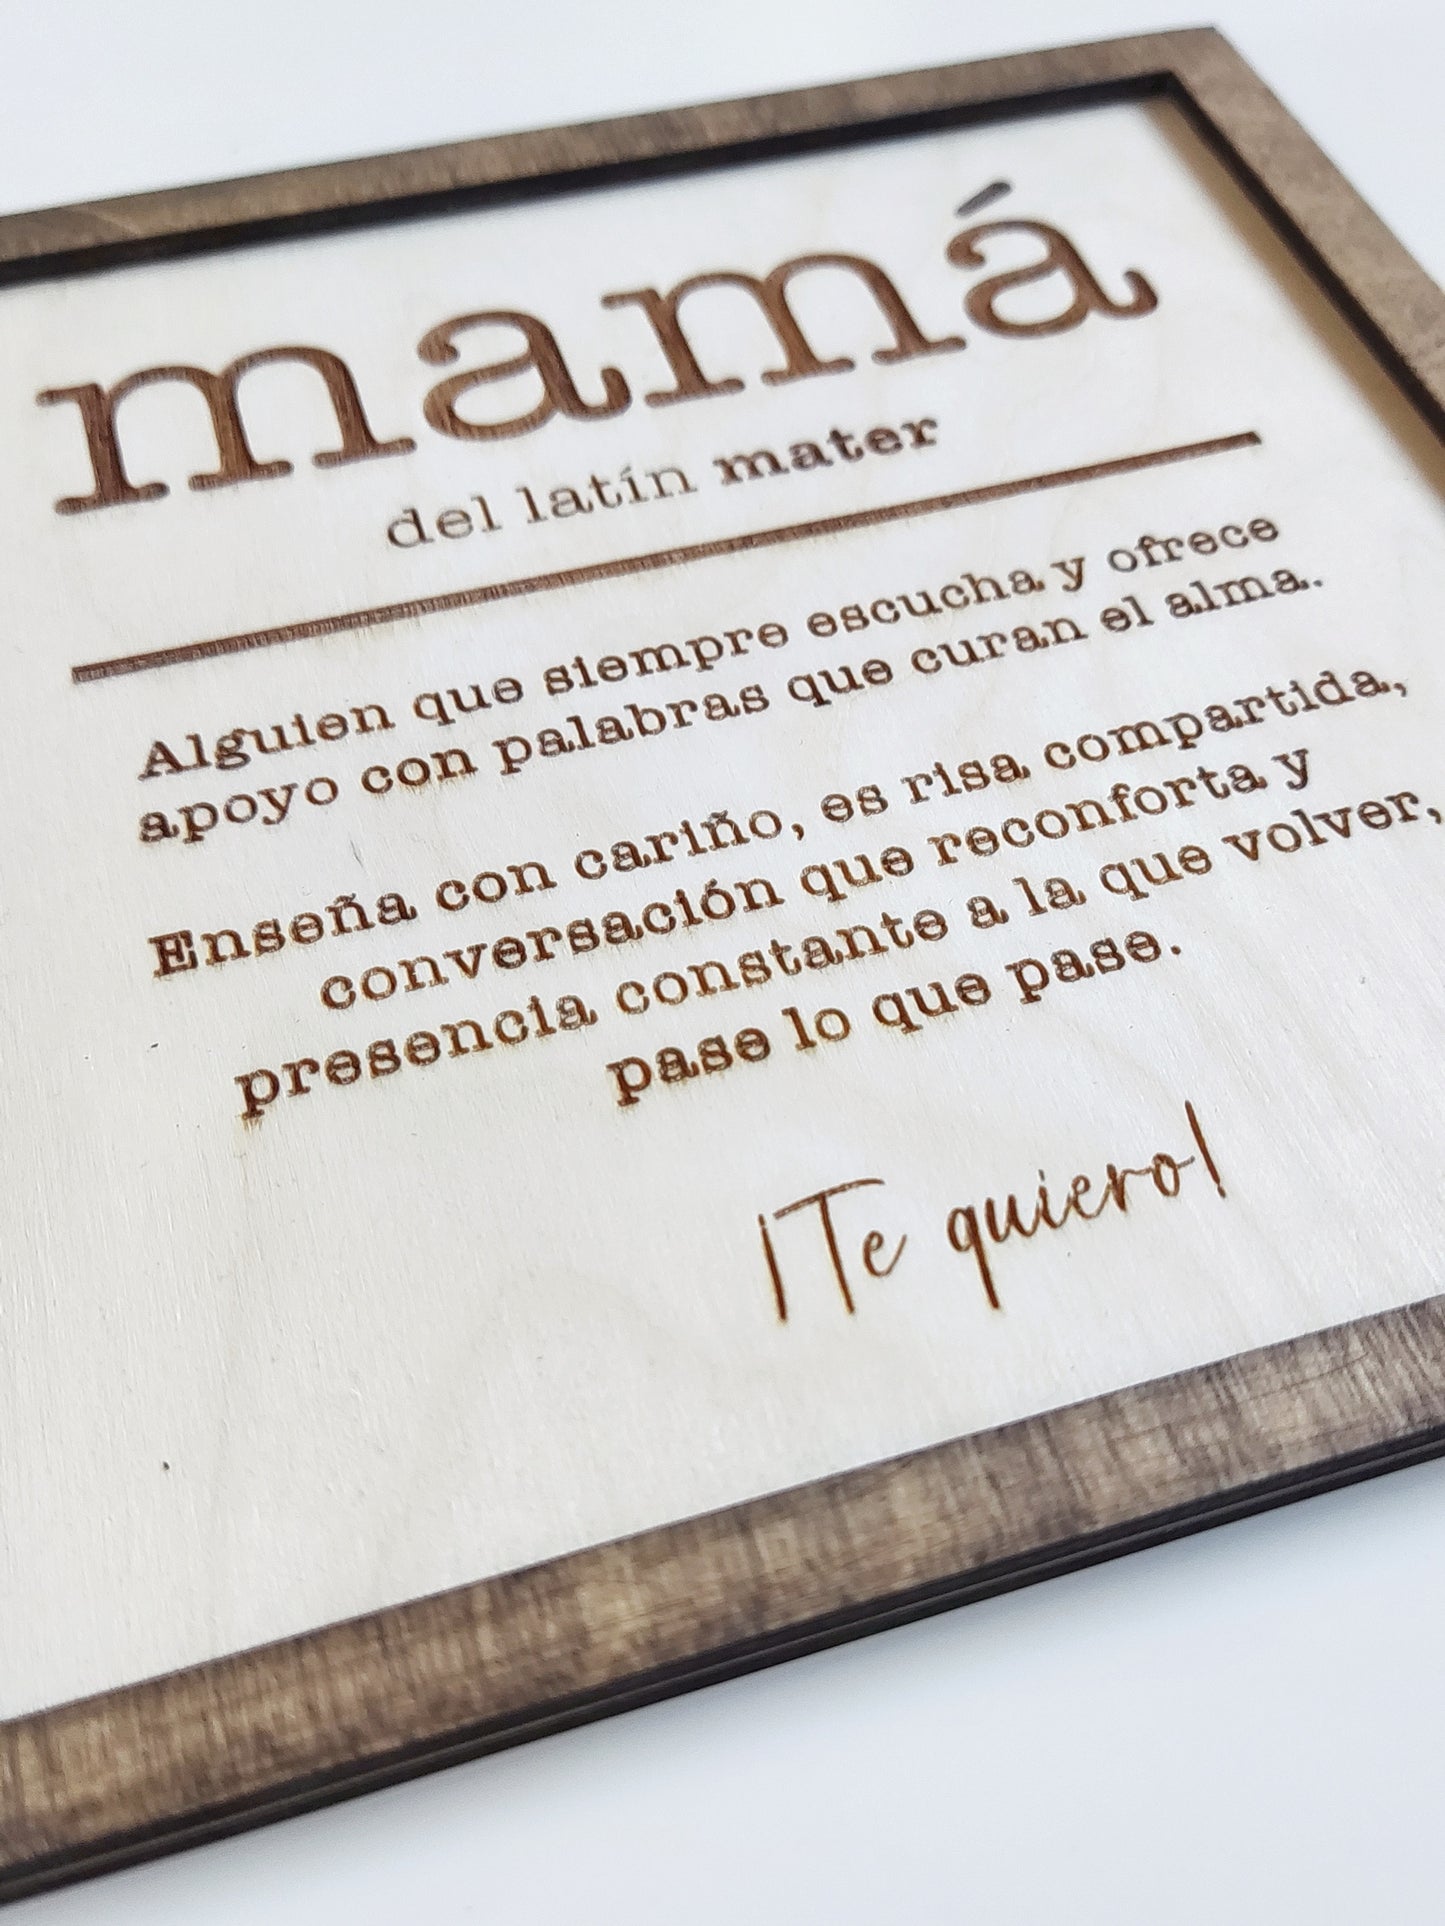 mamá
del latín mater
Alguien que siempre escucha y ofrece
apoyo con palabras que curan el alma.
Enseña con cariño, es risa compartida,
conversación que reconforta y
presencia constante a la que volver,
pase lo que pase.
¡Te quiero!